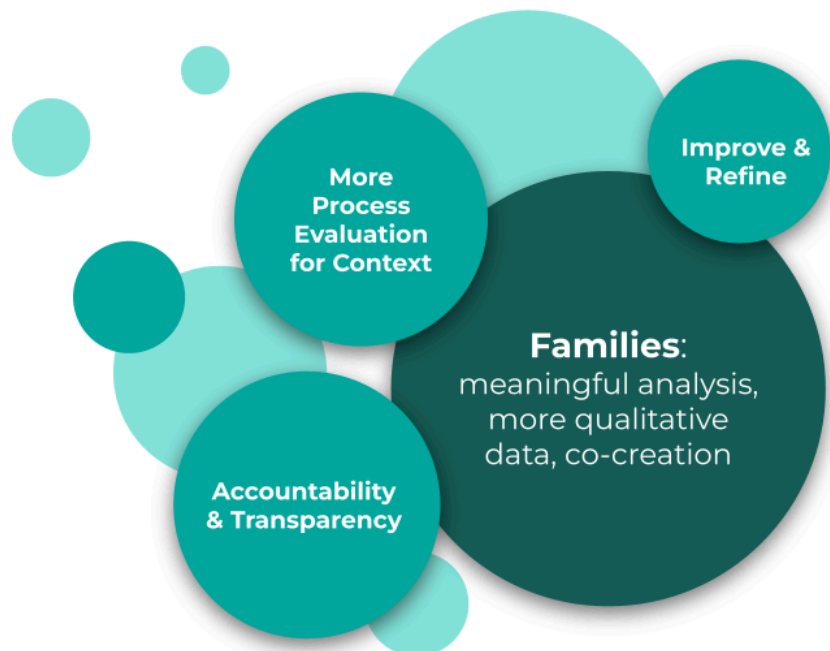 More
Process
Evaluation
for Context
Improve &
Refine
Families:
meaningful analysis,
more qualitative
data, co-creation
Accountability
& Transparency